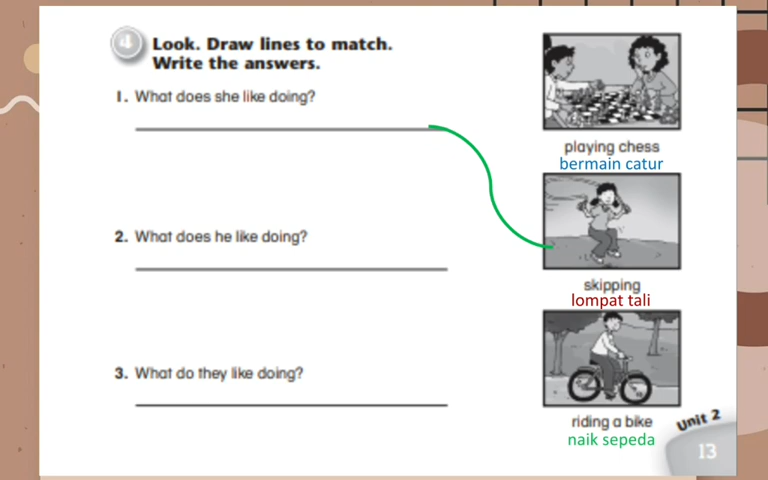 4 Look. Draw lines to match.
Write the answers.
1. What does she like doing?
playing chess
bermain catur
2. What does he like doing?
skipping
lompat tali
3. What do they like doing?
riding a bike
naik sepeda
Unit 2
13